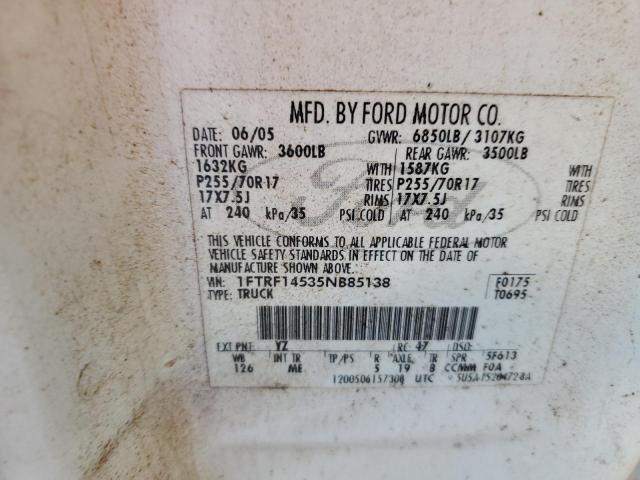 MFD. BY FORD MOTOR CO.
DATE: 06/05 GVWR: 6850LB/ 3107KG
FRONT GAWR: 3600LB REAR GAWR: 3500LB
1632KG WITH 1587KG WITH
P255/70R17 TIRES P255/70R17 TIRES
17X7.5J RIMS 17X7.5J RIMS
AT 240 kPa/35 PSI COLD AT 240 kPa/35 PSI COLD
THIS VEHICLE CONFORMS TO ALL APPLICABLE FEDERAL MOTOR
VEHICLE SAFETY STANDARDS IN EFFECT ON THE DATE OF
MANUFACTURE SHOWN ABOVE.
VIN: 1FTRF14535NB85138 F0175
TYPE: TRUCK T0695
EXT PNT: YZ RC: 47 DSO:
WB INT TR TP/PS R AXLE TR SPR 5F613
126 ME 5 19 B F0A
UTC
Ford